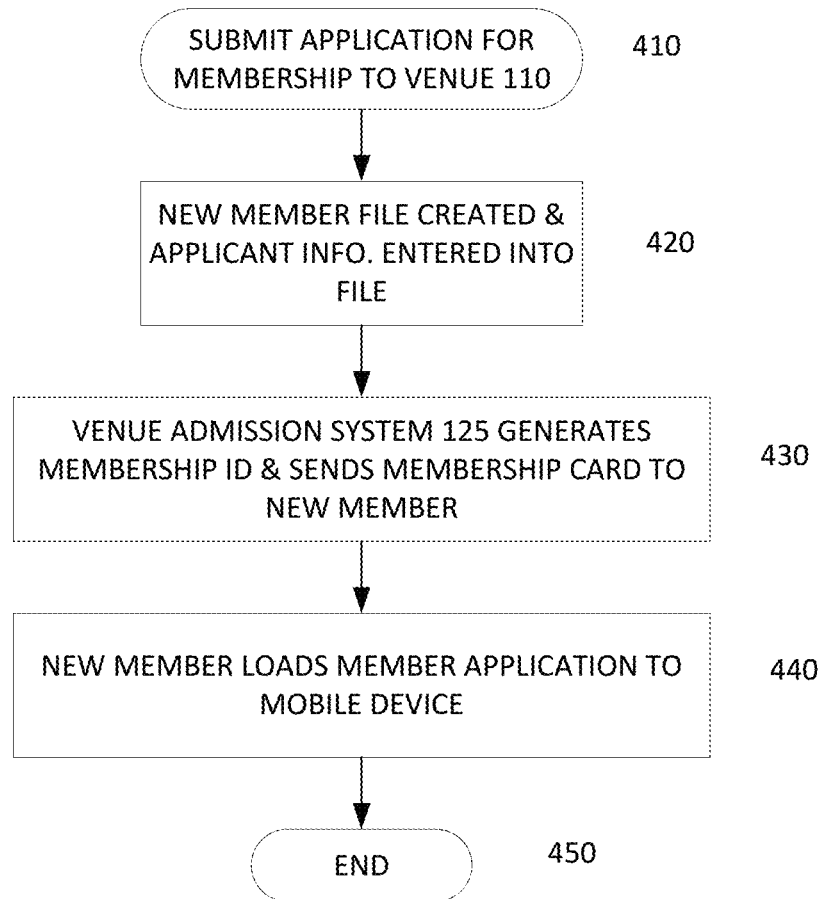 SUBMIT APPLICATION FOR
MEMBERSHIP TO VENUE 110
410
NEW MEMBER FILE CREATED &
APPLICANT INFO. ENTERED INTO
FILE
420
VENUE ADMISSION SYSTEM 125 GENERATES
MEMBERSHIP ID & SENDS MEMBERSHIP CARD TO
NEW MEMBER
430
NEW MEMBER LOADS MEMBER APPLICATION TO
MOBILE DEVICE
440
END
450